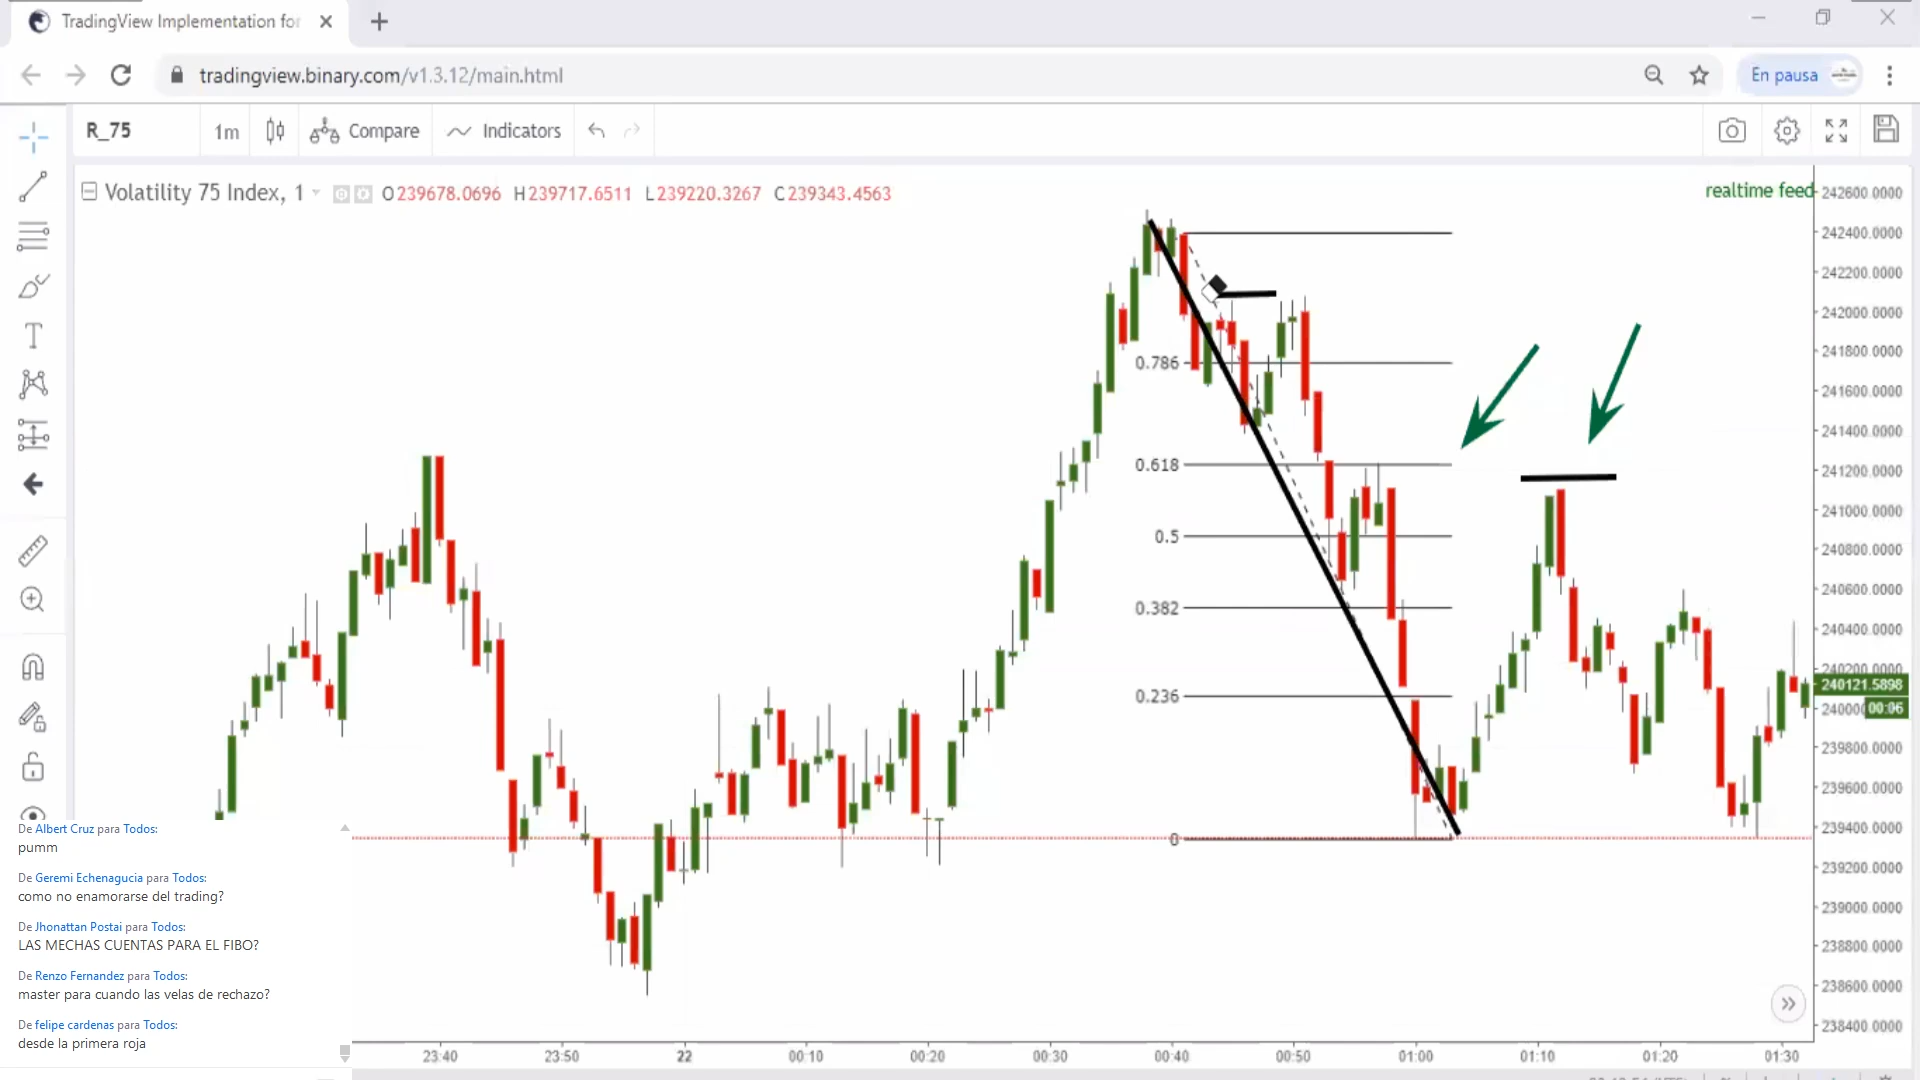 TradingView Implementation for
tradingview.binary.com/v1.3.12/main.html
En pausa
R_75
1m
Compare
Indicators
Volatility 75 Index, 1
O239678.0696 H239717.6511 L239220.3267 C239343.4563
realtime feed
242600.0000
242400.0000
242200.0000
242000.0000
241800.0000
241600.0000
241400.0000
241200.0000
241000.0000
240800.0000
240600.0000
240400.0000
240200.0000
240121.5898
240000
00:06
239800.0000
239600.0000
239400.0000
239200.0000
239000.0000
238800.0000
238600.0000
238400.0000
0.786
0.618
0.5
0.382
0.236
0
De Albert Cruz para Todos:
pumm
De Geremi Echenagucia para Todos:
como no enamorarse del trading?
De Jhonattan Postai para Todos:
LAS MECHAS CUENTAS PARA EL FIBO?
De Renzo Fernandez para Todos:
master para cuando las velas de rechazo?
De felipe cardenas para Todos:
desde la primera roja
23:40
23:50
22
00:10
00:20
00:30
00:40
00:50
01:00
01:10
01:20
01:30